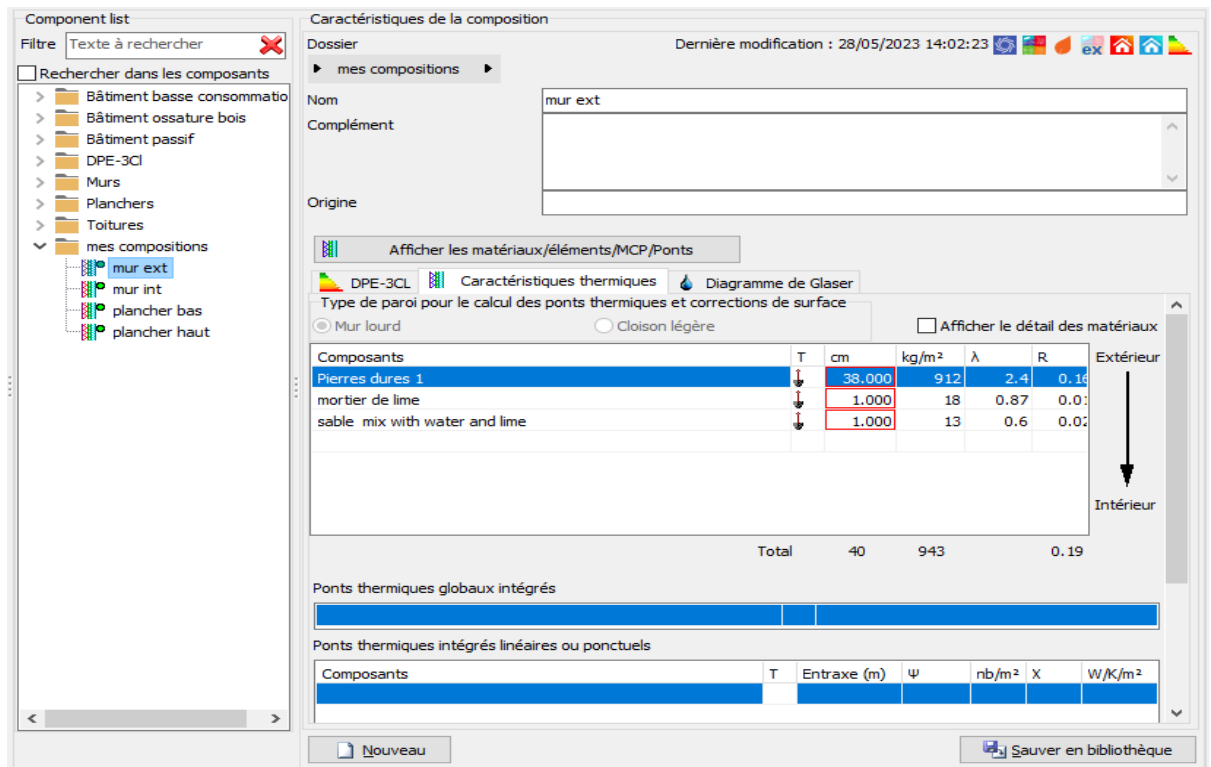 Component list
Filtre Texte à rechercher
Rechercher dans les composants
Bâtiment basse consommatio
Bâtiment ossature bois
Bâtiment passif
DPE-3Cl
Murs
Planchers
Toitures
mes compositions
mur ext
mur int
plancher bas
plancher haut
Caractéristiques de la composition
Dossier Dernière modification : 28/05/2023 14:02:23 ex
mes compositions
Nom mur ext
Complément
Origine
Afficher les matériaux/éléments/MCP/Ponts
DPE-3CL Caractéristiques thermiques Diagramme de Glaser
Type de paroi pour le calcul des ponts thermiques et corrections de surface
Mur lourd Cloison légère Afficher le détail des matériaux
Composants T cm kg/m² λ R Extérieur
Pierres dures 1 38.000 912 2.4 0.16
mortier de lime 1.000 18 0.87 0.01
sable mix with water and lime 1.000 13 0.6 0.02
Intérieur
Total 40 943 0.19
Ponts thermiques globaux intégrés
Ponts thermiques intégrés linéaires ou ponctuels
Composants T Entraxe (m) Ψ nb/m² X W/K/m²
Nouveau Sauver en bibliothèque